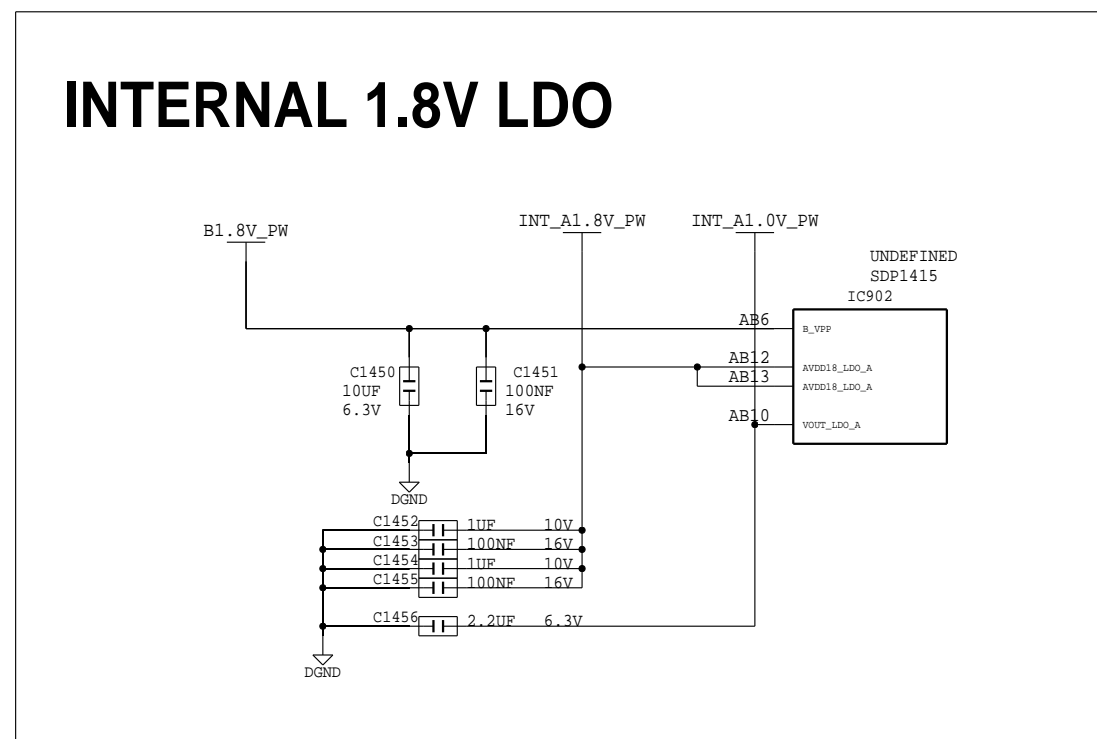 INTERNAL 1.8V LDO
INT_A1.8V_PW
INT_A1.0V_PW
B1.8V_PW
UNDEFINED
SDP1415
IC902
AB6
B_VPP
AB12
AVDD18_LDO_A
AB13
AVDD18_LDO_A
AB10
VOUT_LDO_A
C1450
10UF
6.3V
C1451
100NF
16V
DGND
C1452 1UF 10V
C1453 100NF 16V
C1454 1UF 10V
C1455 100NF 16V
C1456 2.2UF 6.3V
DGND